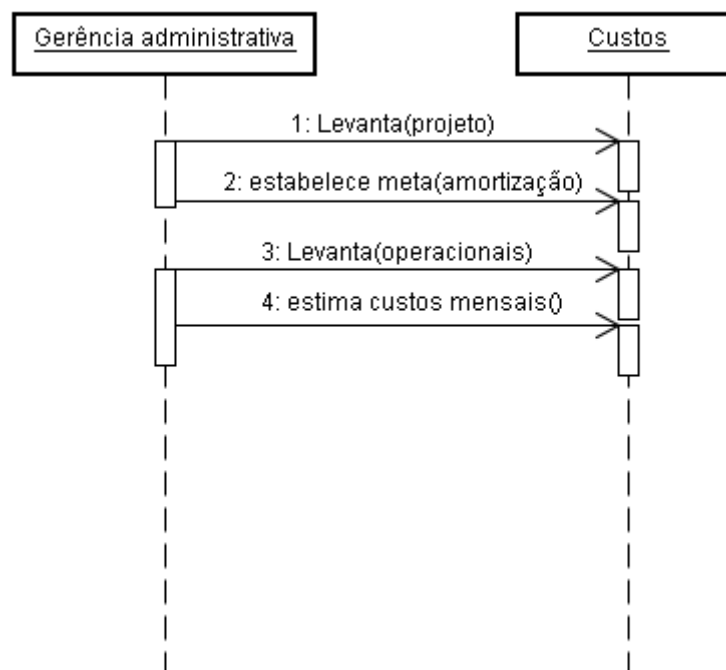 Gerência administrativa
Custos
1: Levanta(projeto)
2: estabelece meta(amortização)
3: Levanta(operacionais)
4: estima custos mensais()